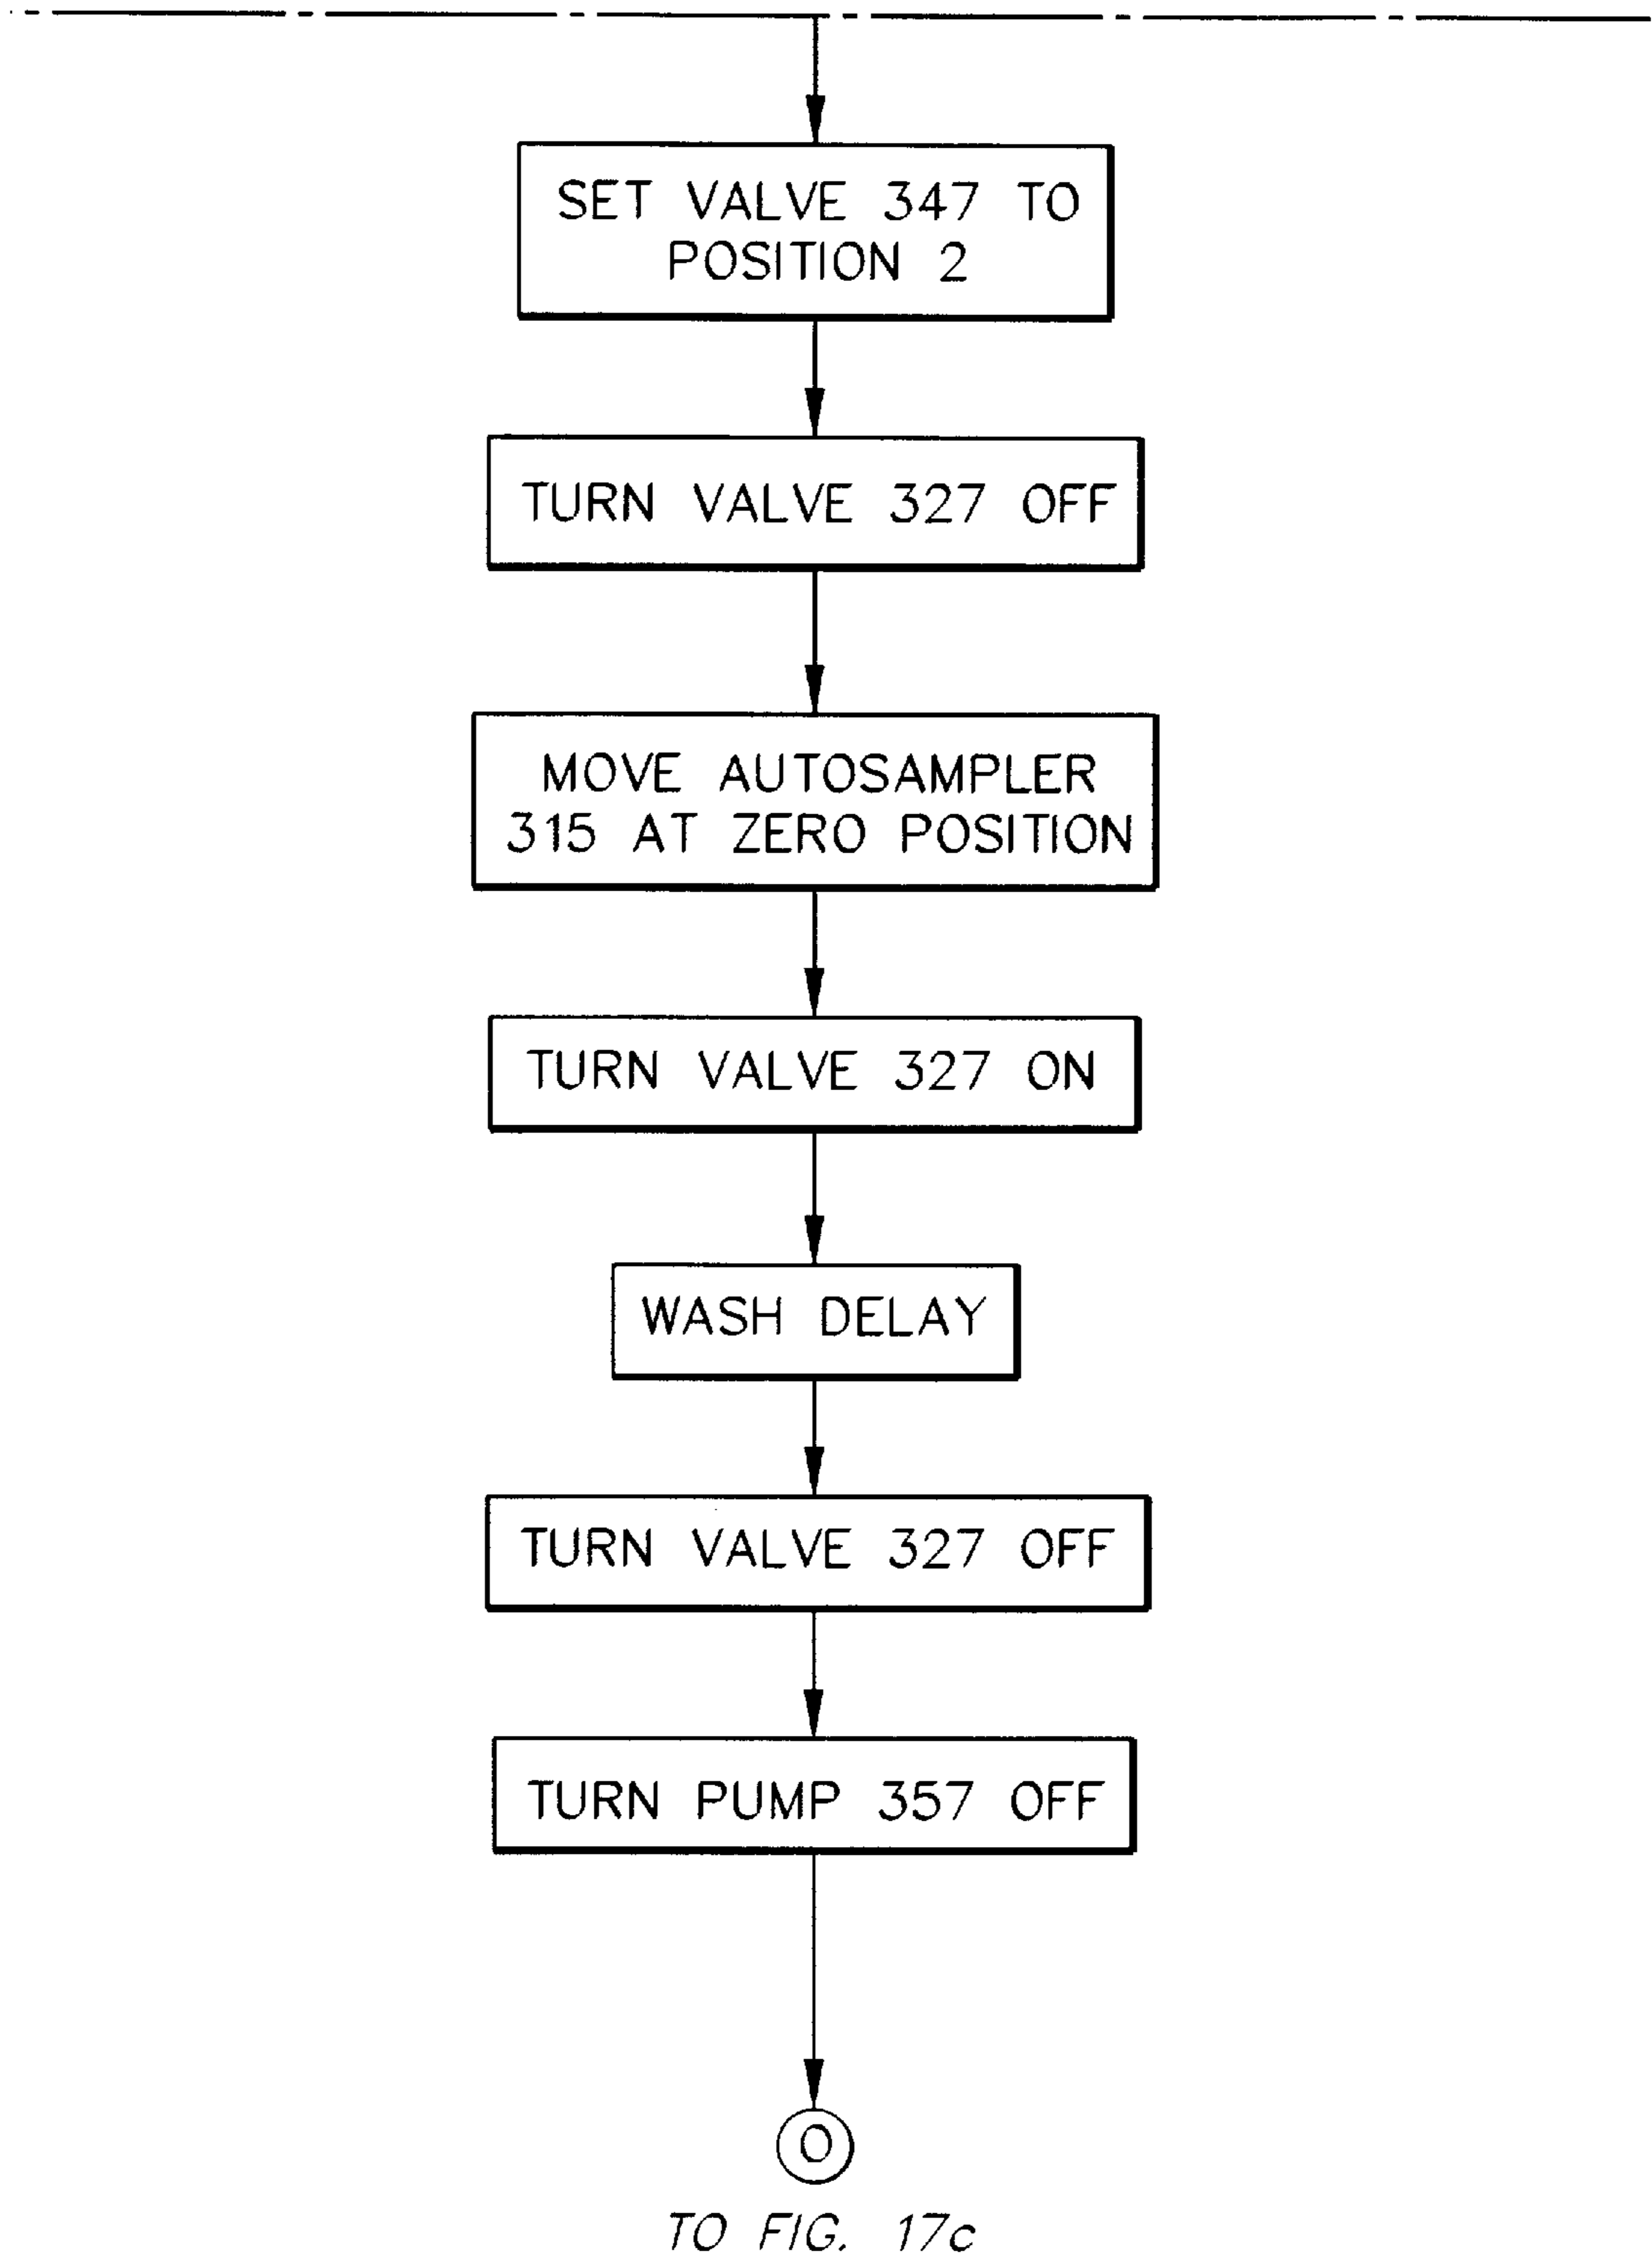 SET VALVE 347 TO
POSITION 2
TURN VALVE 327 OFF
MOVE AUTOSAMPLER
315 AT ZERO POSITION
TURN VALVE 327 ON
WASH DELAY
TURN VALVE 327 OFF
TURN PUMP 357 OFF
O
TO FIG. 17c